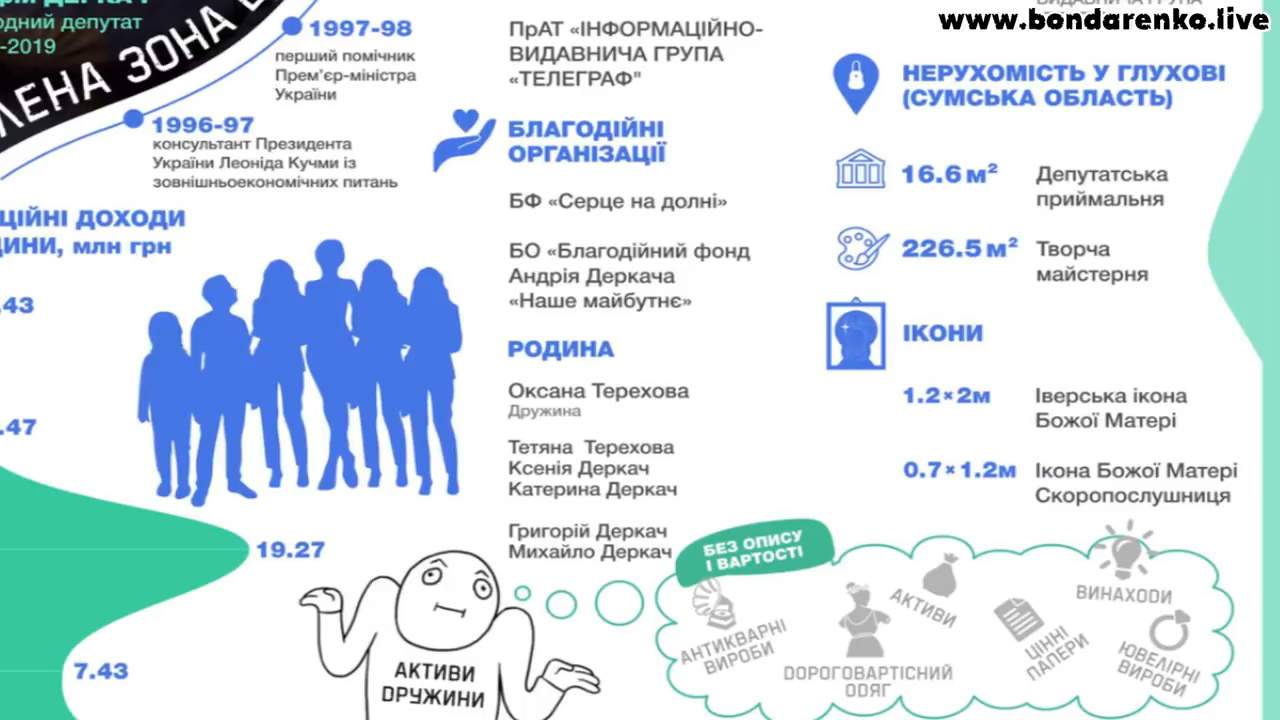 www.bondarenko.live
одний депутат
-2019
ЛЕНА ЗОНА
1997-98
перший помічник
Прем'єр-міністра
України
1996-97
консультант Президента
України Леоніда Кучми із
зовнішньоекономічних питань
ЦІЙНІ ДОХОДИ
ДИНИ, млн грн
.43
.47
19.27
7.43
ПрАТ «ІНФОРМАЦІЙНО-
ВИДАВНИЧА ГРУПА
«ТЕЛЕГРАФ"
БЛАГОДІЙНІ
ОРГАНІЗАЦІЇ
БФ «Серце на долні»
БО «Благодійний фонд
Андрія Деркача
«Наше майбутнє»
РОДИНА
Оксана Терехова
Дружина
Тетяна Терехова
Ксенія Деркач
Катерина Деркач
Григорій Деркач
Михайло Деркач
НЕРУХОМІСТЬ У ГЛУХОВІ
(СУМСЬКА ОБЛАСТЬ)
16.6 м² Депутатська
приймальня
226.5 м² Творча
майстерня
ІКОНИ
1.2×2м Іверська ікона
Божої Матері
0.7×1.2м Ікона Божої Матері
Скоропослушниця
БЕЗ ОПИСУ
І ВАРТОСТІ
АНТИКВАРНІ
ВИРОБИ
ДОРОГОВАРТІСНИЙ
ОДЯГ
АКТИВИ
ЦІННІ
ПАПЕРИ
ВИНАХОДИ
ЮВЕЛІРНІ
ВИРОБИ
АКТИВИ
ДРУЖИНИ